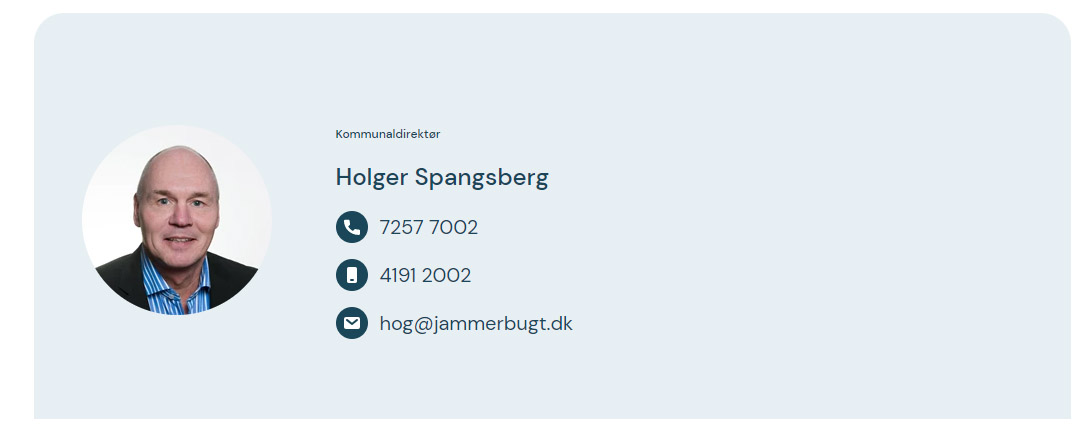 Kommunaldirektør
Holger Spangsberg
7257 7002
4191 2002
hog@jammerbugt.dk